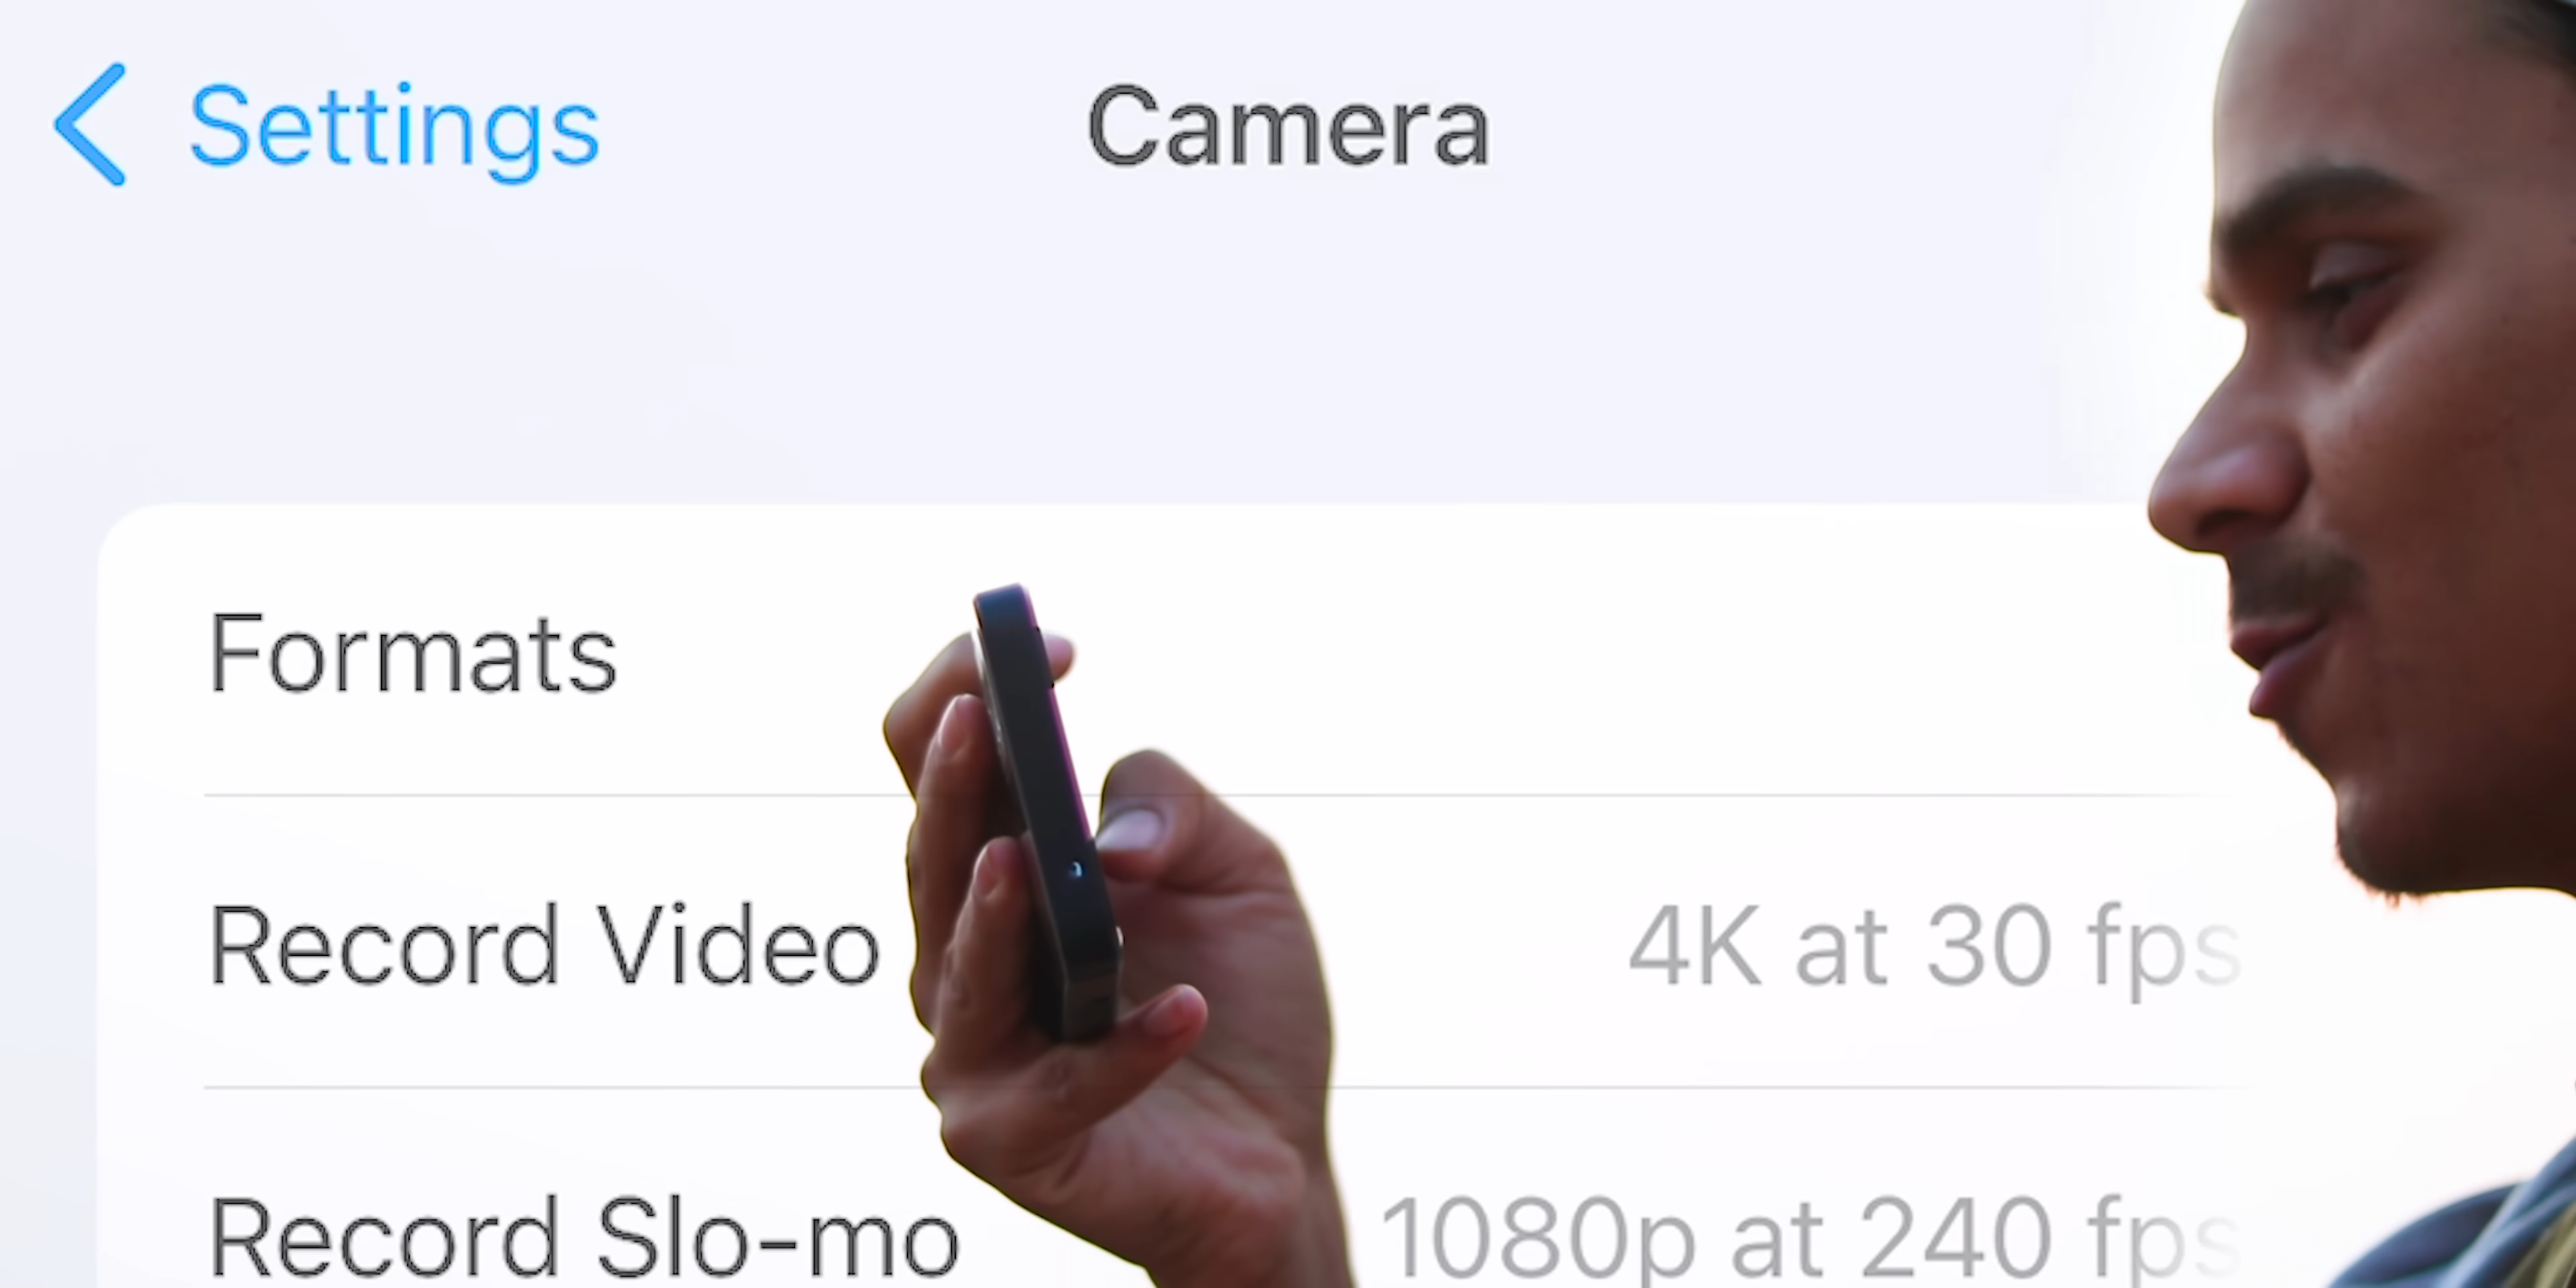 Settings
Camera
Formats
Record Video
4K at 30 fps
Record Slo-mo
1080p at 240 fps